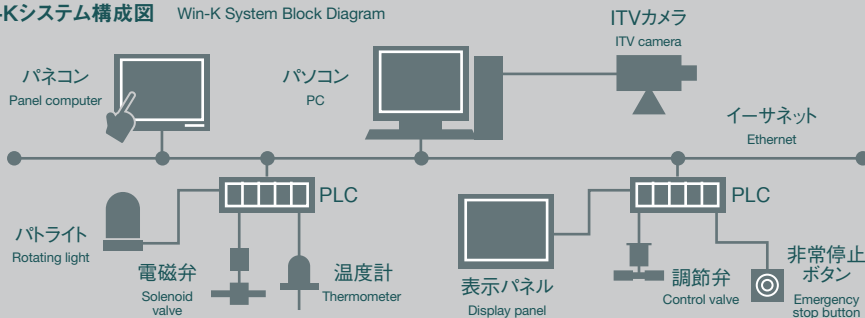 -Kシステム構成図 Win-K System Block Diagram
ITVカメラ
ITV camera
パネコン
Panel computer
パソコン
PC
イーサネット
Ethernet
PLC
PLC
パトライト
Rotating light
電磁弁
Solenoid
valve
温度計
Thermometer
表示パネル
Display panel
調節弁
Control valve
非常停止
ボタン
Emergency
stop button